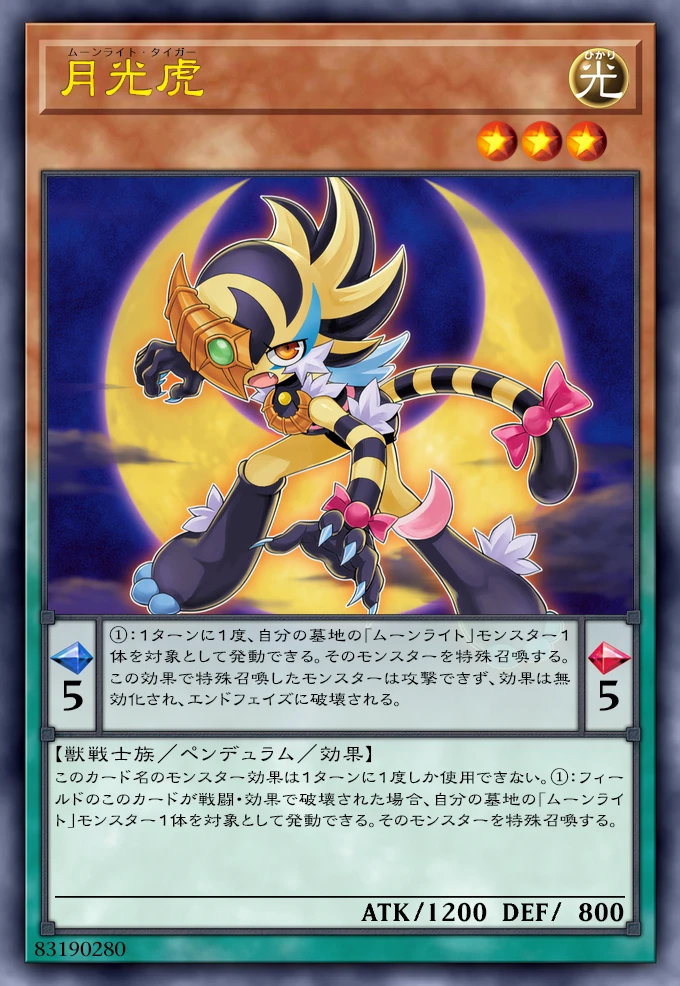 ムーンライト・タイガー
月光虎
ひかり
光
①:1ターンに1度、自分の墓地の「ムーンライト」モンスター1
体を対象として発動できる。そのモンスターを特殊召喚する。
この効果で特殊召喚したモンスターは攻撃できず、効果は無
効化され、エンドフェイズに破壊される。
5
5
【獣戦士族/ペンデュラム/効果】
このカード名のモンスター効果は1ターンに1度しか使用できない。①:フィー
ルドのこのカードが戦闘・効果で破壊された場合、自分の墓地の「ムーンライ
ト」モンスター1体を対象として発動できる。そのモンスターを特殊召喚する。
ATK/1200 DEF/ 800
83190280